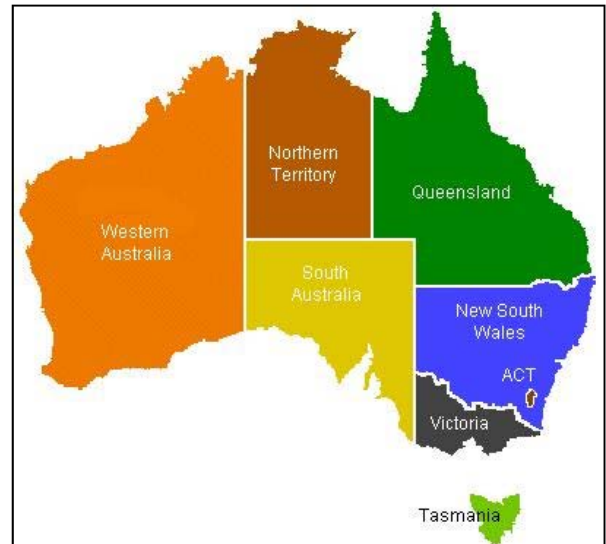 Northern
Territory
Queensland
Western
Australia
South
Australia
New South
Wales
ACT
Victoria
Tasmania